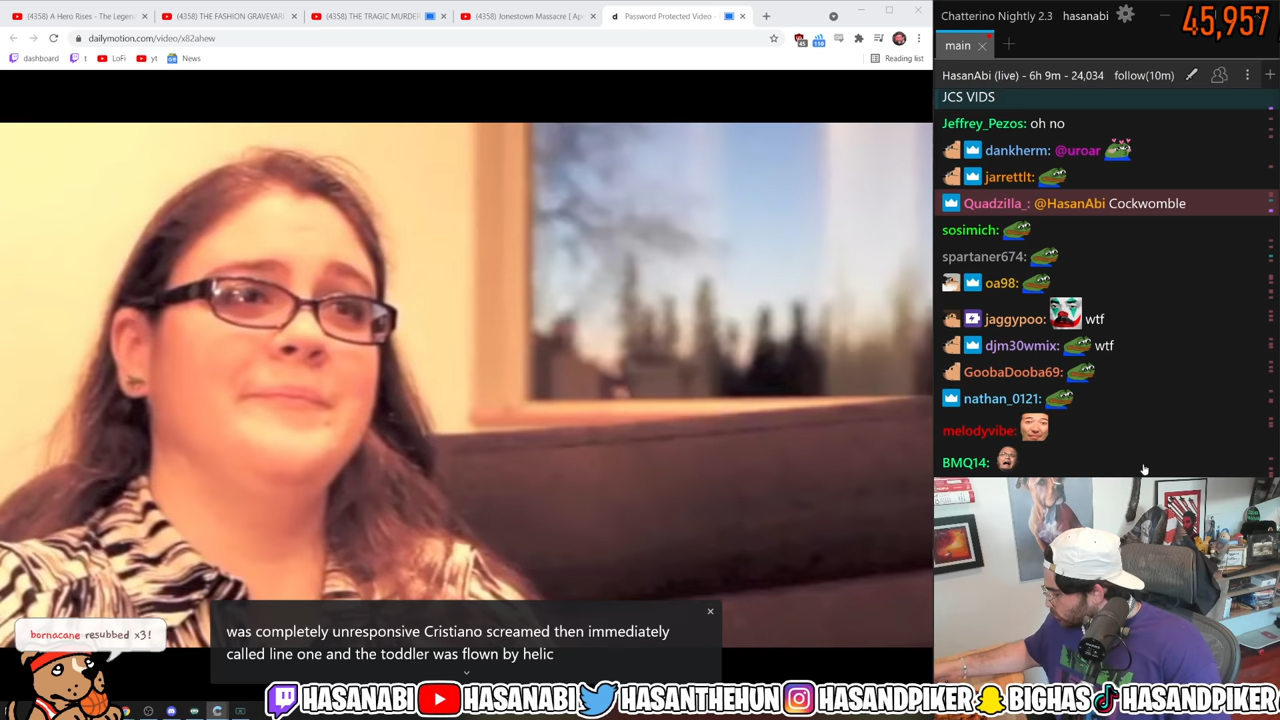 (4358) A Hero Rises - The Legen
(4358) THE FASHION GRAVEYAR
(4358) THE TRAGIC MURDER
(4358) Jonestown Massacre [ Ap
Password Protected Video -
dailymotion.com/video/x82ahew
dashboard
t
LoFi
yt
News
Reading list
was completely unresponsive Cristiano screamed then immediately
called line one and the toddler was flown by helic
bornacane resubbed x3!
Chatterino Nightly 2.3 hasanabi
45,957
main
HasanAbi (live) - 6h 9m - 24,034 follow(10m)
JCS VIDS
Jeffrey_Pezos: oh no
dankherm: @uroar
jarrettlt:
Quadzilla_: @HasanAbi Cockwomble
sosimich:
spartaner674:
oa98:
jaggypoo: wtf
djm30wmix: wtf
GoobaDooba69:
nathan_0121:
melodyvibe:
BMQ14:
HASANABI HASANABI HASANTHEHUN HASANDPIKER BIGHAS HASANDPIKER